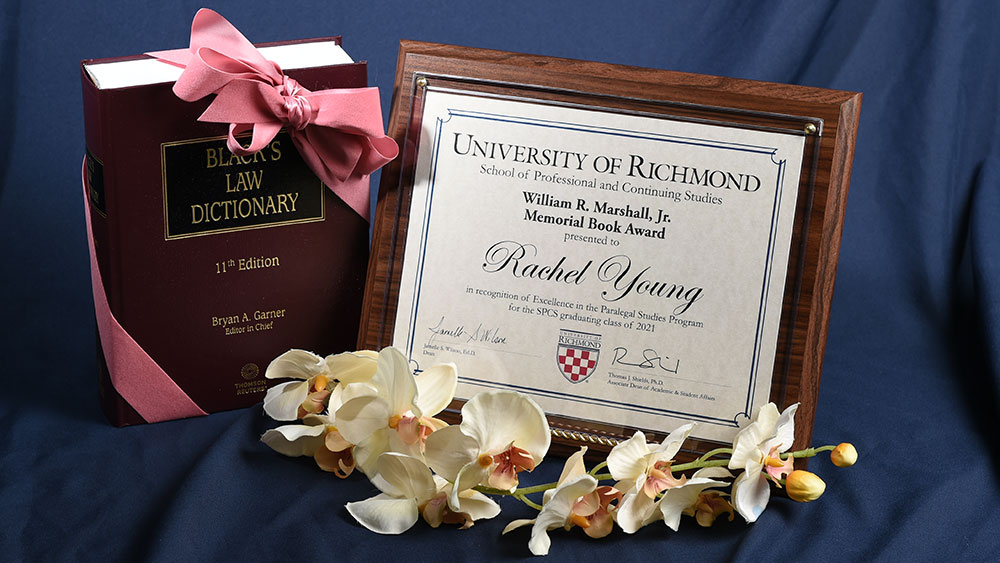 BLACK'S
LAW
DICTIONARY
11th Edition
Bryan A. Garner
Editor in Chief
THOMSON
REUTERS
UNIVERSITY OF RICHMOND
School of Professional and Continuing Studies
William R. Marshall, Jr.
Memorial Book Award
presented to
Rachel Young
in recognition of Excellence in the Paralegal Studies Program
for the SPCS graduating class of 2021
Jamelle S. Wilson, Ed.D.
Dean
UNIVERSITY OF
RICHMOND
Thomas J. Shields, Ph.D.
Associate Dean of Academic & Student Affairs